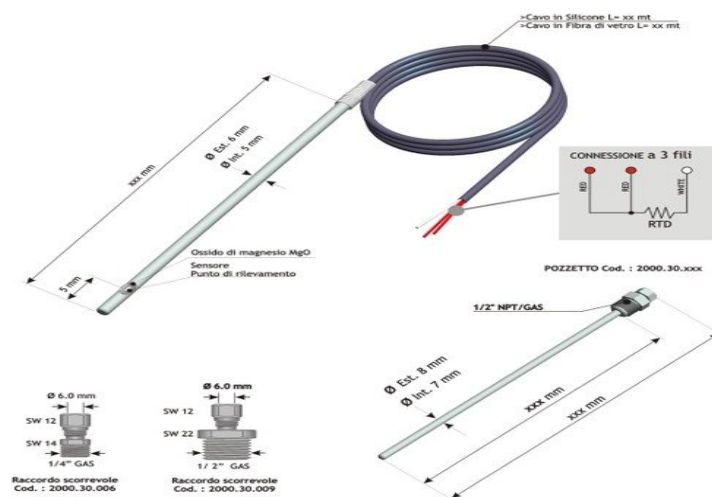 >Cavo in Silicone L= xx mt
>Cavo in Fibra di vetro L= xx mt
xxx mm
Ø Est. 6 mm
Ø Int. 5 mm
CONNESSIONE a 3 fili
RED
RED
WHITE
RTD
Ossido di magnesio MgO
Sensore
Punto di rilevamento
5 mm
POZZETTO Cod. : 2000.30.xxx
1/2" NPT/GAS
Ø Est. 8 mm
Ø Int. 7 mm
xxx mm
xxx mm
Ø 6.0 mm
SW 12
SW 14
1/4" GAS
Raccordo scorrevole
Cod. : 2000.30.006
Ø 6.0 mm
SW 12
SW 22
1/ 2" GAS
Raccordo scorrevole
Cod. : 2000.30.009